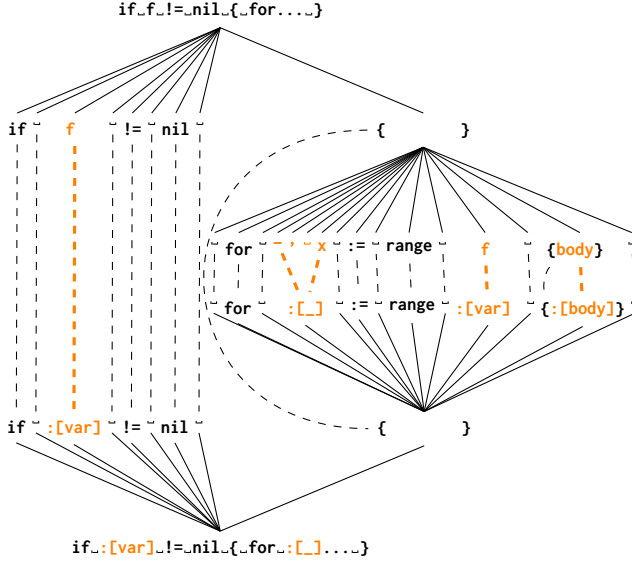 if␣f␣!=␣nil␣{␣for...␣}
if ␣ f ␣ != ␣ nil ␣ { }
␣ for ␣ _ , ␣ x ␣ := ␣ range ␣ f ␣ {body} ␣
␣ for ␣ :[_] ␣ := ␣ range ␣ :[var] ␣ {:[body]} ␣
if ␣ :[var] ␣ != ␣ nil ␣ { }
if␣:[var]␣!=␣nil␣{␣for␣:[_]...␣}